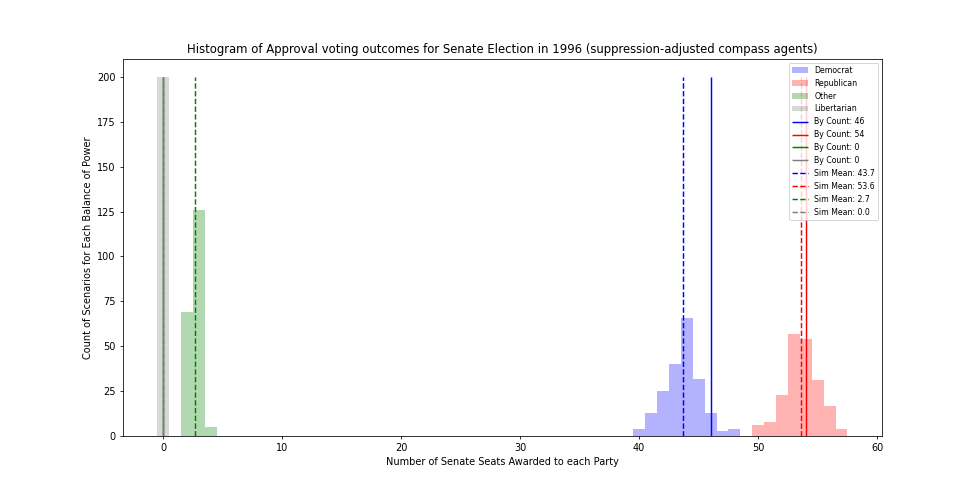 Histogram of Approval voting outcomes for Senate Election in 1996 (suppression-adjusted compass agents)
Count of Scenarios for Each Balance of Power
200
175
150
125
100
75
50
25
0
Democrat
Republican
Other
Libertarian
By Count: 46
By Count: 54
By Count: 0
By Count: 0
Sim Mean: 43.7
Sim Mean: 53.6
Sim Mean: 2.7
Sim Mean: 0.0
0 10 20 30 40 50 60
Number of Senate Seats Awarded to each Party